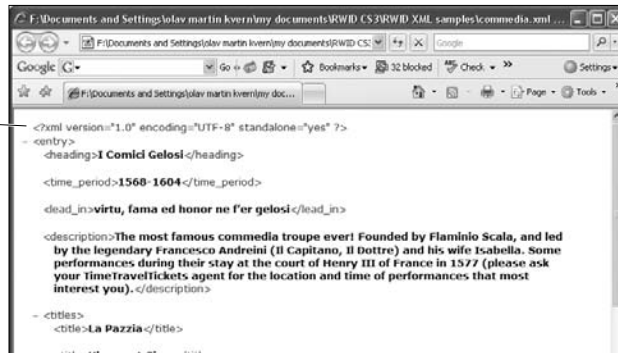 F:\Documents and Settings\olav martin kvern\my documents\RWID CS3\RWID XML samples\commedia.xml ...
F:\Documents and Settings\olav martin kvern\my documents\RWID CS: Google
Google G Go Bookmarks 32 blocked Check » Settings
F:\Documents and Settings\olav martin kvern\my doc... Page Tools »
<?xml version="1.0" encoding="UTF-8" standalone="yes" ?>
- <entry>
<heading>I Comici Gelosi</heading>
<time_period>1568-1604</time_period>
<lead_in>virtu, fama ed honor ne f'er gelosi</lead_in>
<description>The most famous commedia troupe ever! Founded by Flaminio Scala, and led
by the legendary Francesco Andreini (Il Capitano, Il Dottre) and his wife Isabella. Some
performances during their stay at the court of Henry III of France in 1577 (please ask
your TimeTravelTickets agent for the location and time of performances that most
interest you).</description>
- <titles>
<title>La Pazzia</title>